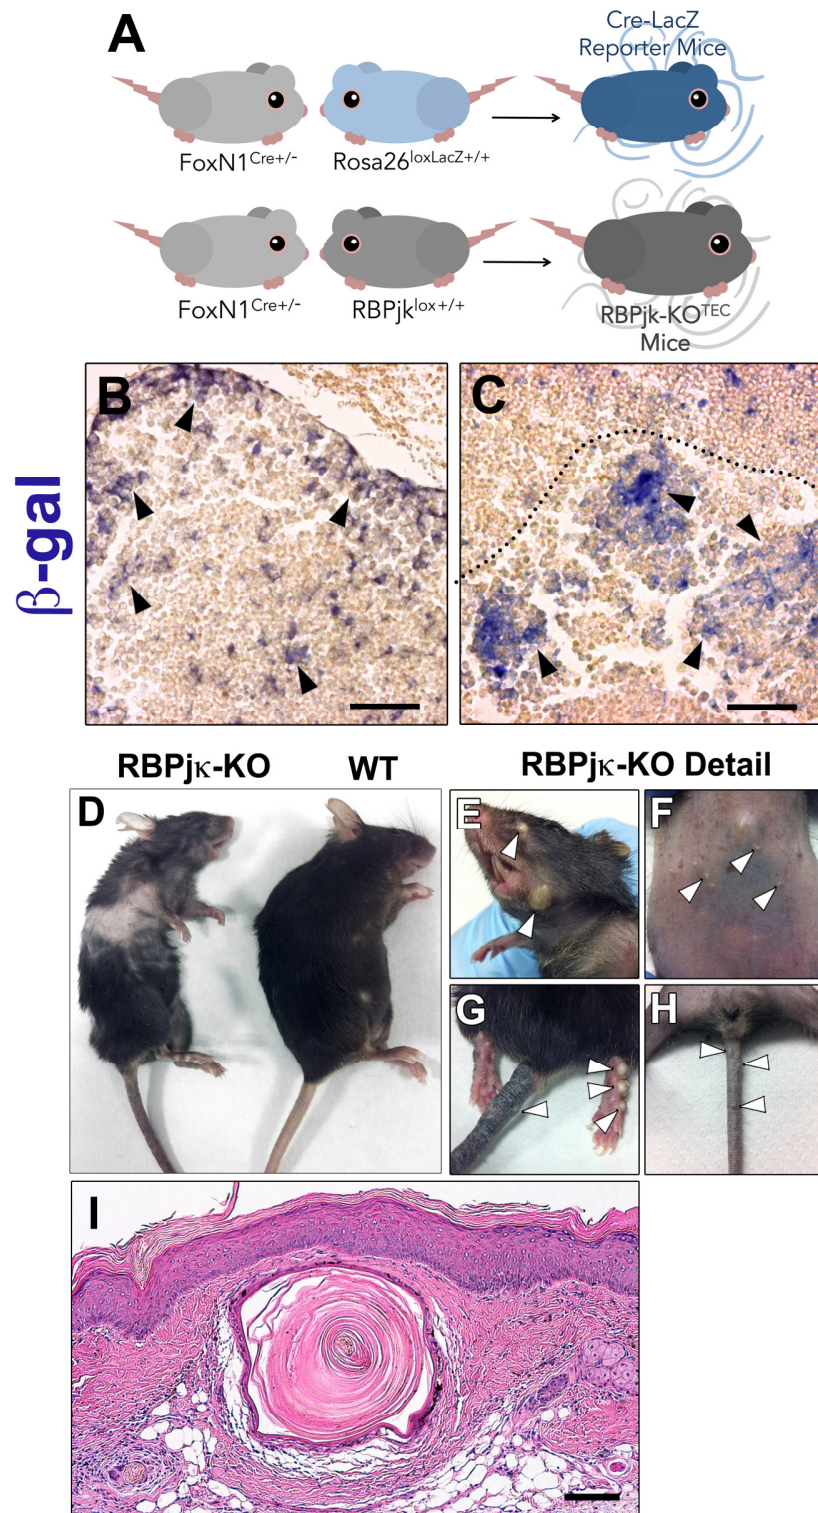 A
Cre-LacZ
Reporter Mice
FoxN1Cre+/-
Rosa26loxLacZ+/+
FoxN1Cre+/-
RBPjklox+/+
RBPjk-KOTEC
Mice
β-gal
B
C
RBPjκ-KO
WT
RBPjκ-KO Detail
D
E
F
G
H
I